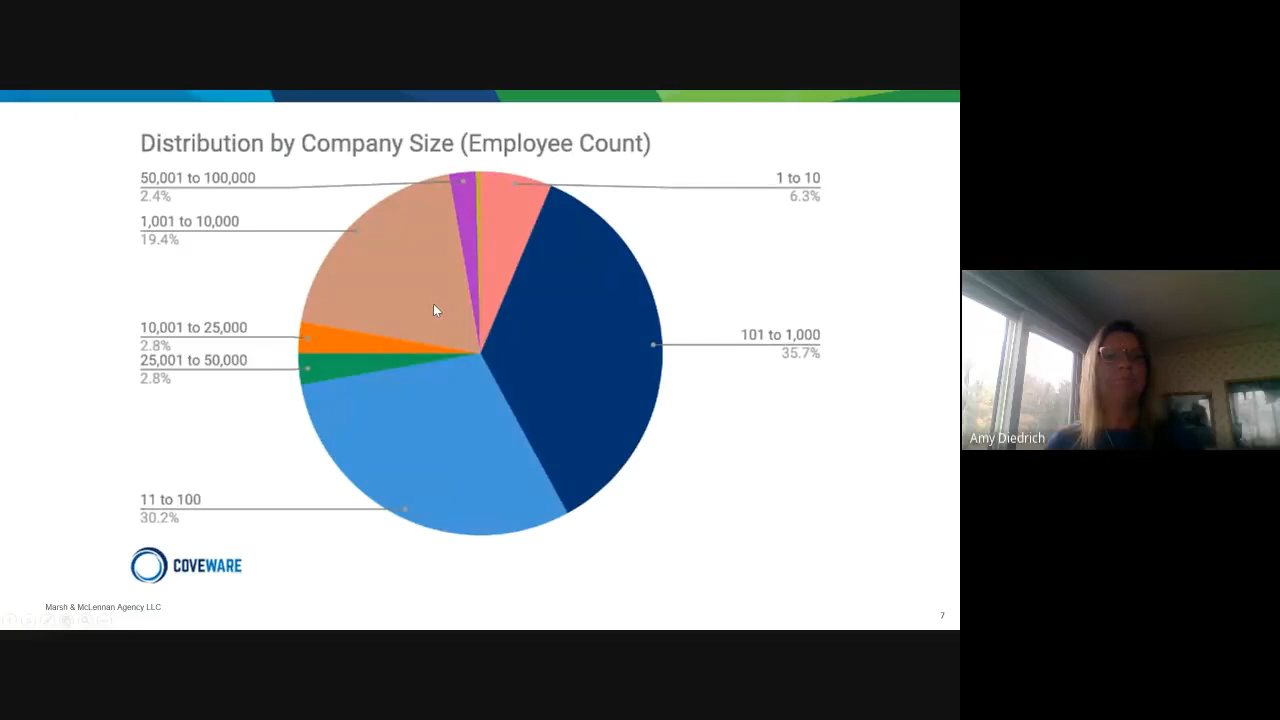 Distribution by Company Size (Employee Count)
50,001 to 100,000
2.4%
1,001 to 10,000
19.4%
10,001 to 25,000
2.8%
25,001 to 50,000
2.8%
11 to 100
30.2%
1 to 10
6.3%
101 to 1,000
35.7%
COVEWARE
Marsh & McLennan Agency LLC
7
Amy Diedrich